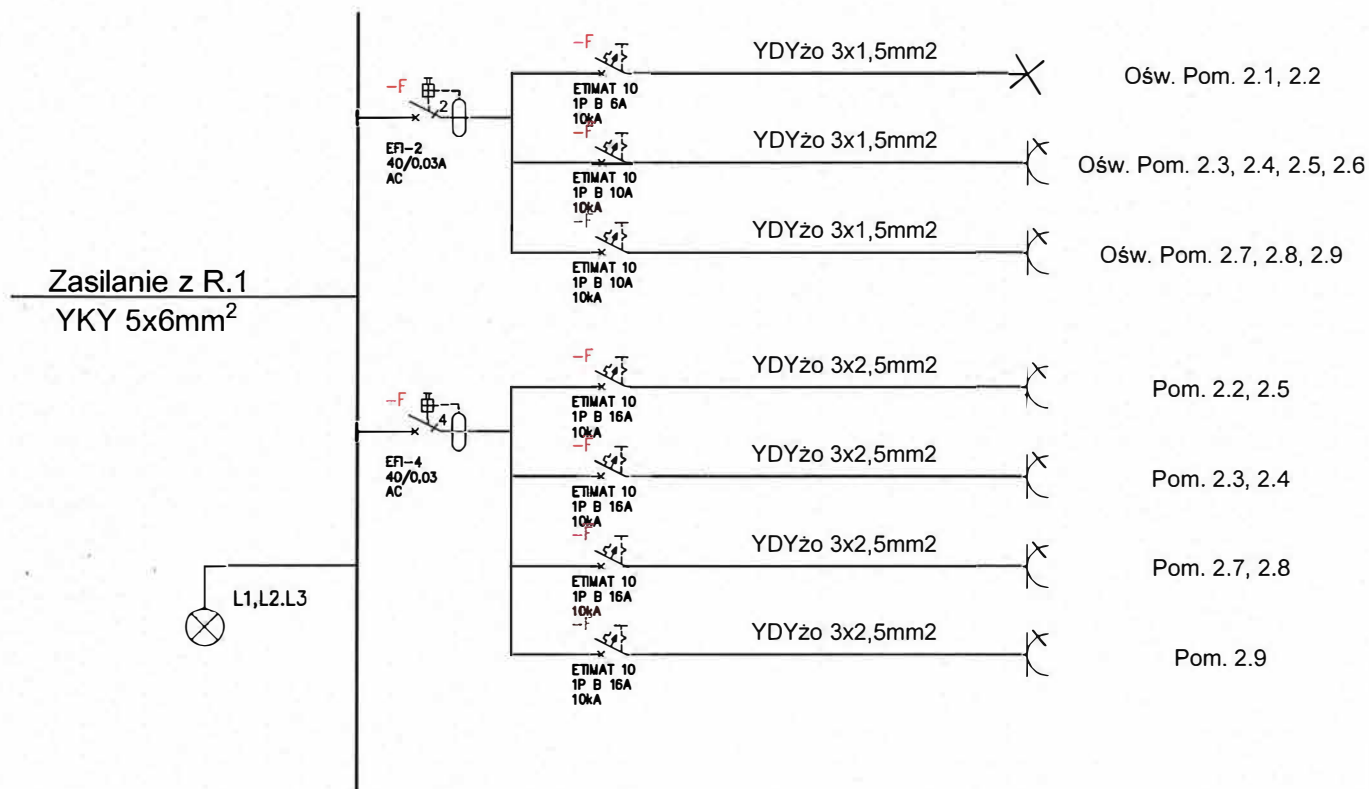 -F
YDYżo 3x1,5mm2
Ośw. Pom. 2.1, 2.2
ETIMAT 10
1P B 6A
10kA
-F
2
EFI-2
40/0,03A
AC
-F
YDYżo 3x1,5mm2
Ośw. Pom. 2.3, 2.4, 2.5, 2.6
ETIMAT 10
1P B 10A
10kA
-F
YDYżo 3x1,5mm2
Ośw. Pom. 2.7, 2.8, 2.9
ETIMAT 10
1P B 10A
10kA
Zasilanie z R.1
YKY 5x6mm²
-F
YDYżo 3x2,5mm2
Pom. 2.2, 2.5
ETIMAT 10
1P B 16A
10kA
-F
4
EFI-4
40/0,03
AC
-F
YDYżo 3x2,5mm2
Pom. 2.3, 2.4
ETIMAT 10
1P B 16A
10kA
-F
YDYżo 3x2,5mm2
Pom. 2.7, 2.8
ETIMAT 10
1P B 16A
10kA
L1,L2.L3
-F
YDYżo 3x2,5mm2
Pom. 2.9
ETIMAT 10
1P B 16A
10kA